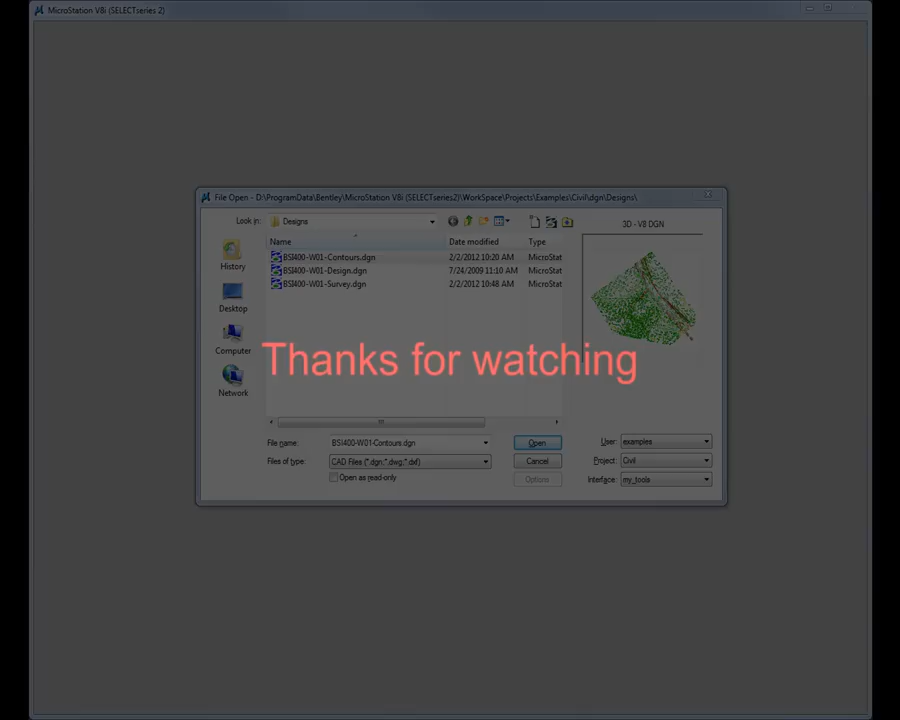 MicroStation V8i (SELECTseries 2)
File Open - D:\ProgramData\Bentley\MicroStation V8i (SELECTseries2)\WorkSpace\Projects\Examples\Civil\dgn\Designs\
Look in: Designs
3D - V8 DGN
Name Date modified Type
BSI400-W01-Contours.dgn 2/2/2012 10:20 AM MicroStat
BSI400-W01-Design.dgn 7/24/2009 11:10 AM MicroStat
BSI400-W01-Survey.dgn 2/2/2012 10:48 AM MicroStat
History
Desktop
Computer
Network
Thanks for watching
File name: BSI400-W01-Contours.dgn Open User: examples
Files of type: CAD Files (*.dgn;*.dwg;*.dxf) Cancel Project: Civil
Open as read-only Options Interface: my_tools